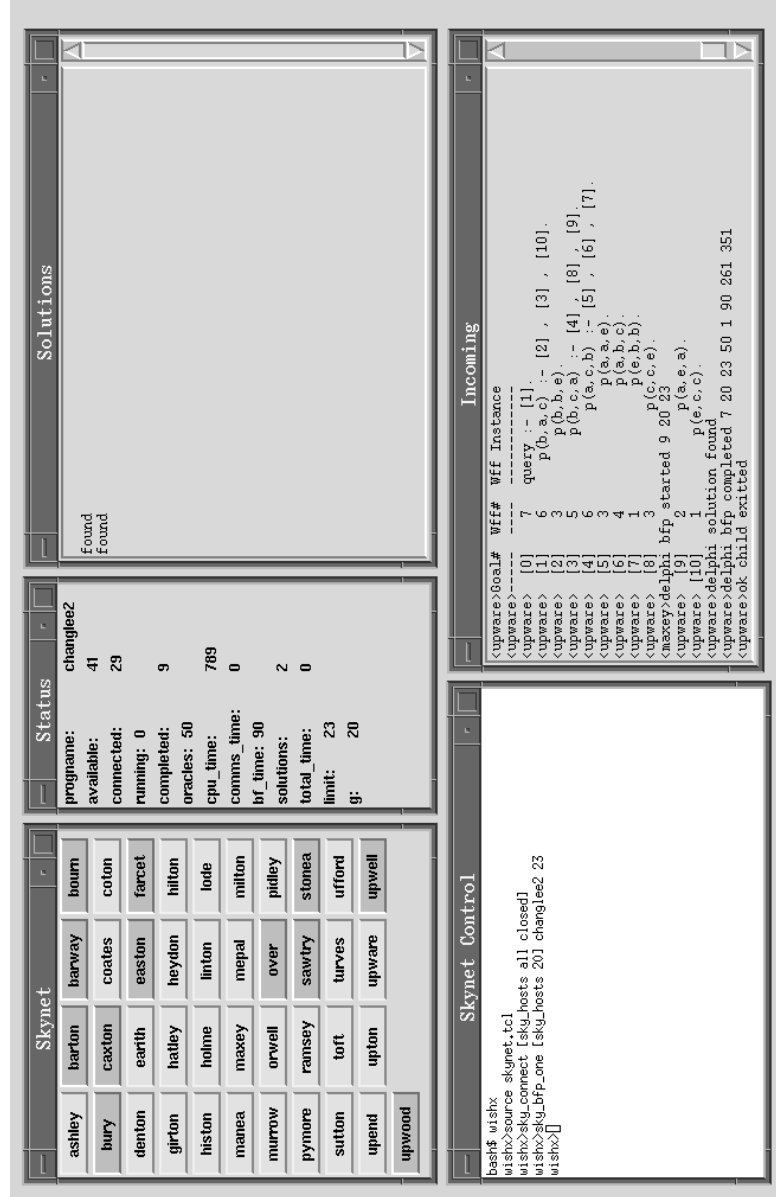 Skynet
ashley barton barway bourn
bury caxton coates coton
denton earith easton farcet
girton hatley heydon hilton
histon holme linton lode
manea maxey mepal milton
murrow orwell over pidley
pymore ramsey sawtry stonea
sutton toft turves ufford
upend upton upware upwell
upwood
Status
progname: changlee2
available: 41
connected: 29
running: 0
completed: 9
oracles: 50
cpu_time: 789
comms_time: 0
bf_time: 90
solutions: 2
total_time: 0
limit: 23
g: 20
Solutions
found
found
Skynet Control
bash$ wishx
wishx>source skynet.tcl
wishx>sky_connect [sky_hosts all closed]
wishx>sky_bfp_one [sky_hosts 20] changlee2 23
wishx>
Incoming
<upware>Goal# Wff# Wff Instance
<upware>----- ---- ------------
<upware> [0] 7 query :- [1].
<upware> [1] 6 p(b,a,c) :- [2] , [3] , [10].
<upware> [2] 3 p(b,b,e).
<upware> [3] 5 p(b,c,a) :- [4] , [8] , [9].
<upware> [4] 6 p(a,c,b) :- [5] , [6] , [7].
<upware> [5] 3 p(a,a,e).
<upware> [6] 4 p(a,b,c).
<upware> [7] 1 p(e,b,b).
<upware> [8] 3 p(c,c,e).
<maxey>delphi bfp started 9 20 23
<upware> [9] 2 p(a,e,a).
<upware> [10] 1 p(e,c,c).
<upware>delphi solution found
<upware>delphi bfp completed 7 20 23 50 1 90 261 351
<upware>ok child exitted